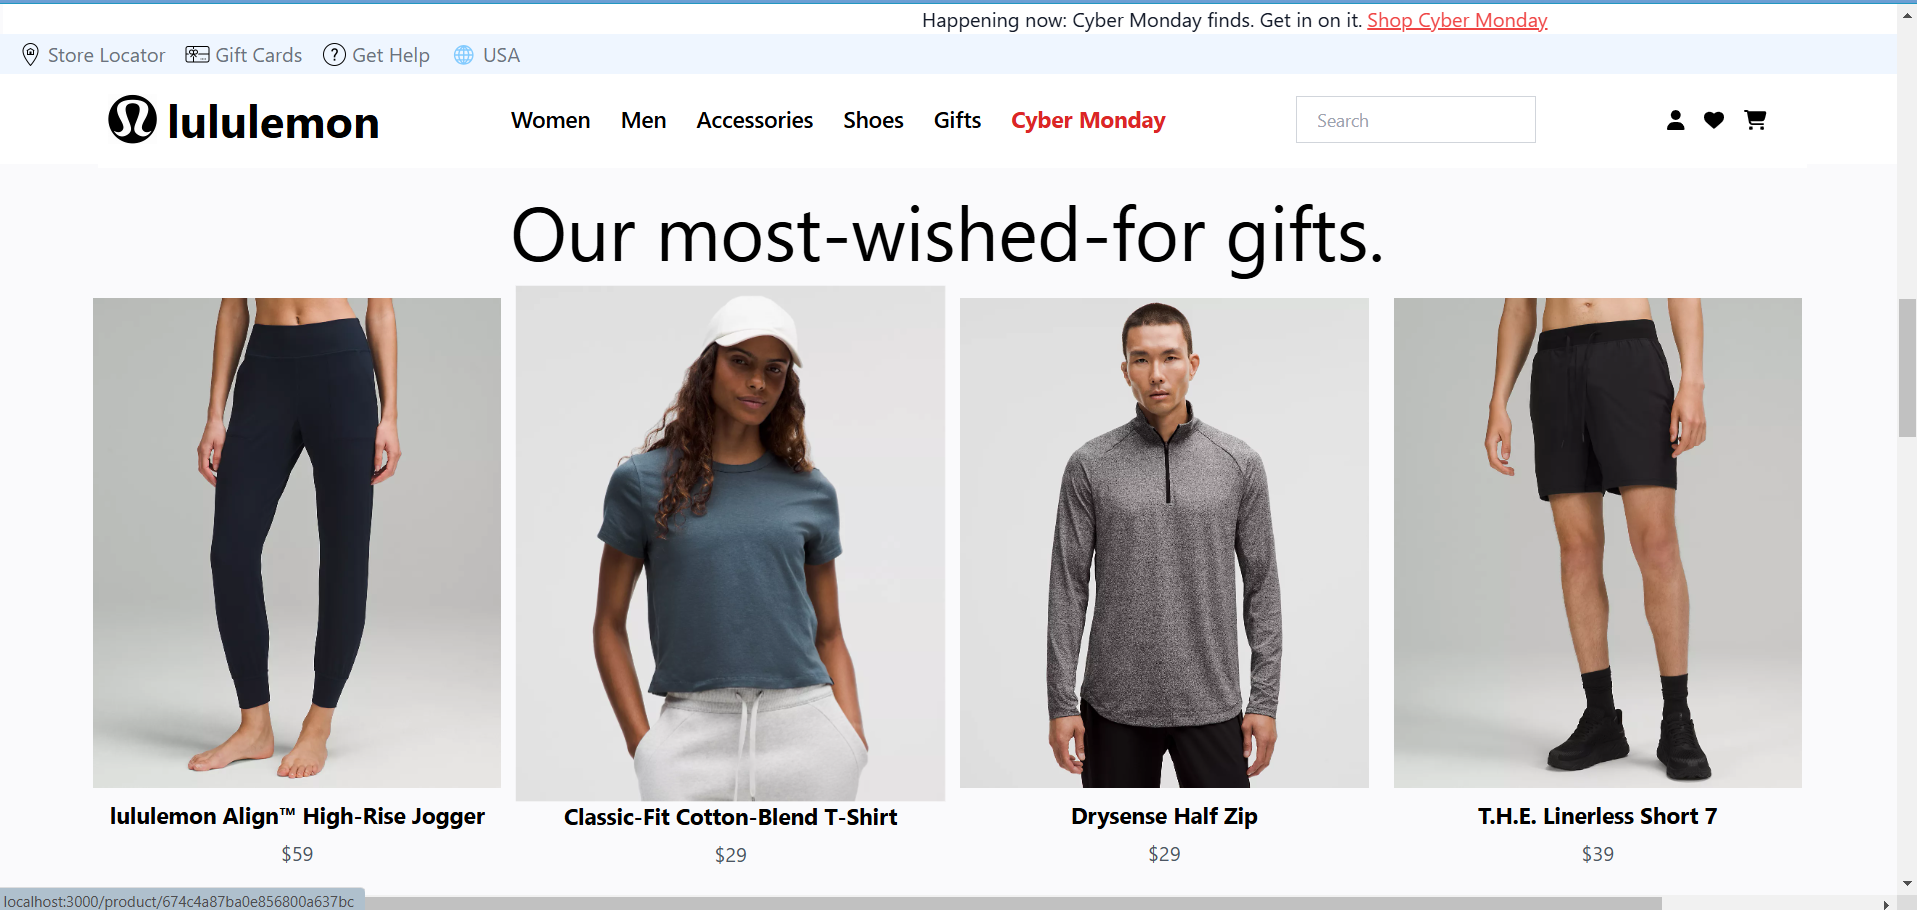 Happening now: Cyber Monday finds. Get in on it. Shop Cyber Monday
Store Locator Gift Cards Get Help USA
lululemon Women Men Accessories Shoes Gifts Cyber Monday Search
Our most-wished-for gifts.
lululemon Align™ High-Rise Jogger
$59
Classic-Fit Cotton-Blend T-Shirt
$29
Drysense Half Zip
$29
T.H.E. Linerless Short 7
$39
localhost:3000/product/674c4a87ba0e856800a637bc